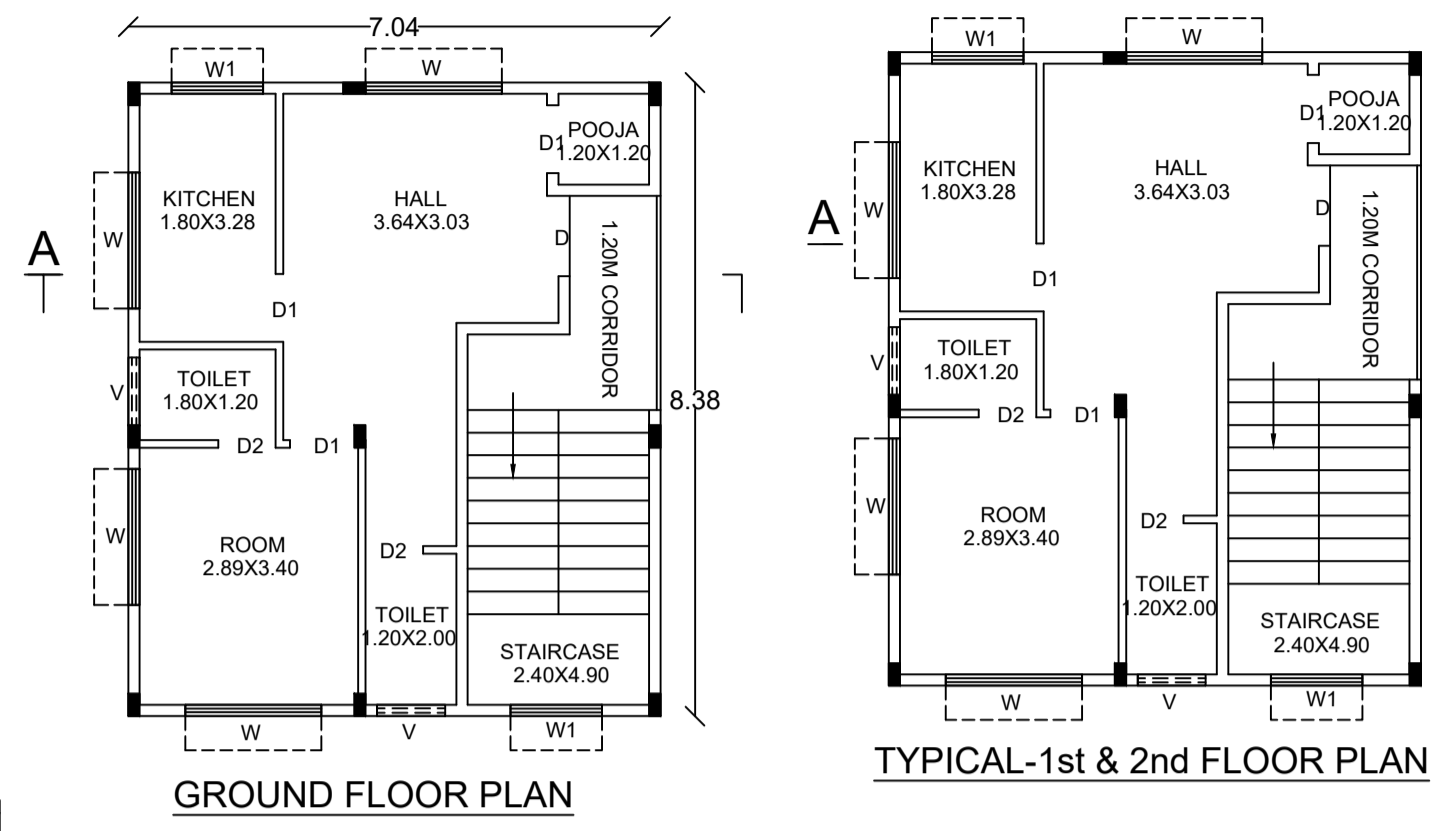 7.04
W1
W
POOJA
1.20X1.20
D1
KITCHEN
1.80X3.28
HALL
3.64X3.03
W
D
1.20M CORRIDOR
A
D1
TOILET
1.80X1.20
V
8.38
D2
D1
W
ROOM
2.89X3.40
D2
TOILET
1.20X2.00
STAIRCASE
2.40X4.90
W
V
W1
GROUND FLOOR PLAN
W1
W
POOJA
1.20X1.20
D1
KITCHEN
1.80X3.28
HALL
3.64X3.03
W
D
1.20M CORRIDOR
A
D1
TOILET
1.80X1.20
V
D2
D1
W
ROOM
2.89X3.40
D2
TOILET
1.20X2.00
STAIRCASE
2.40X4.90
W
V
W1
TYPICAL-1st & 2nd FLOOR PLAN